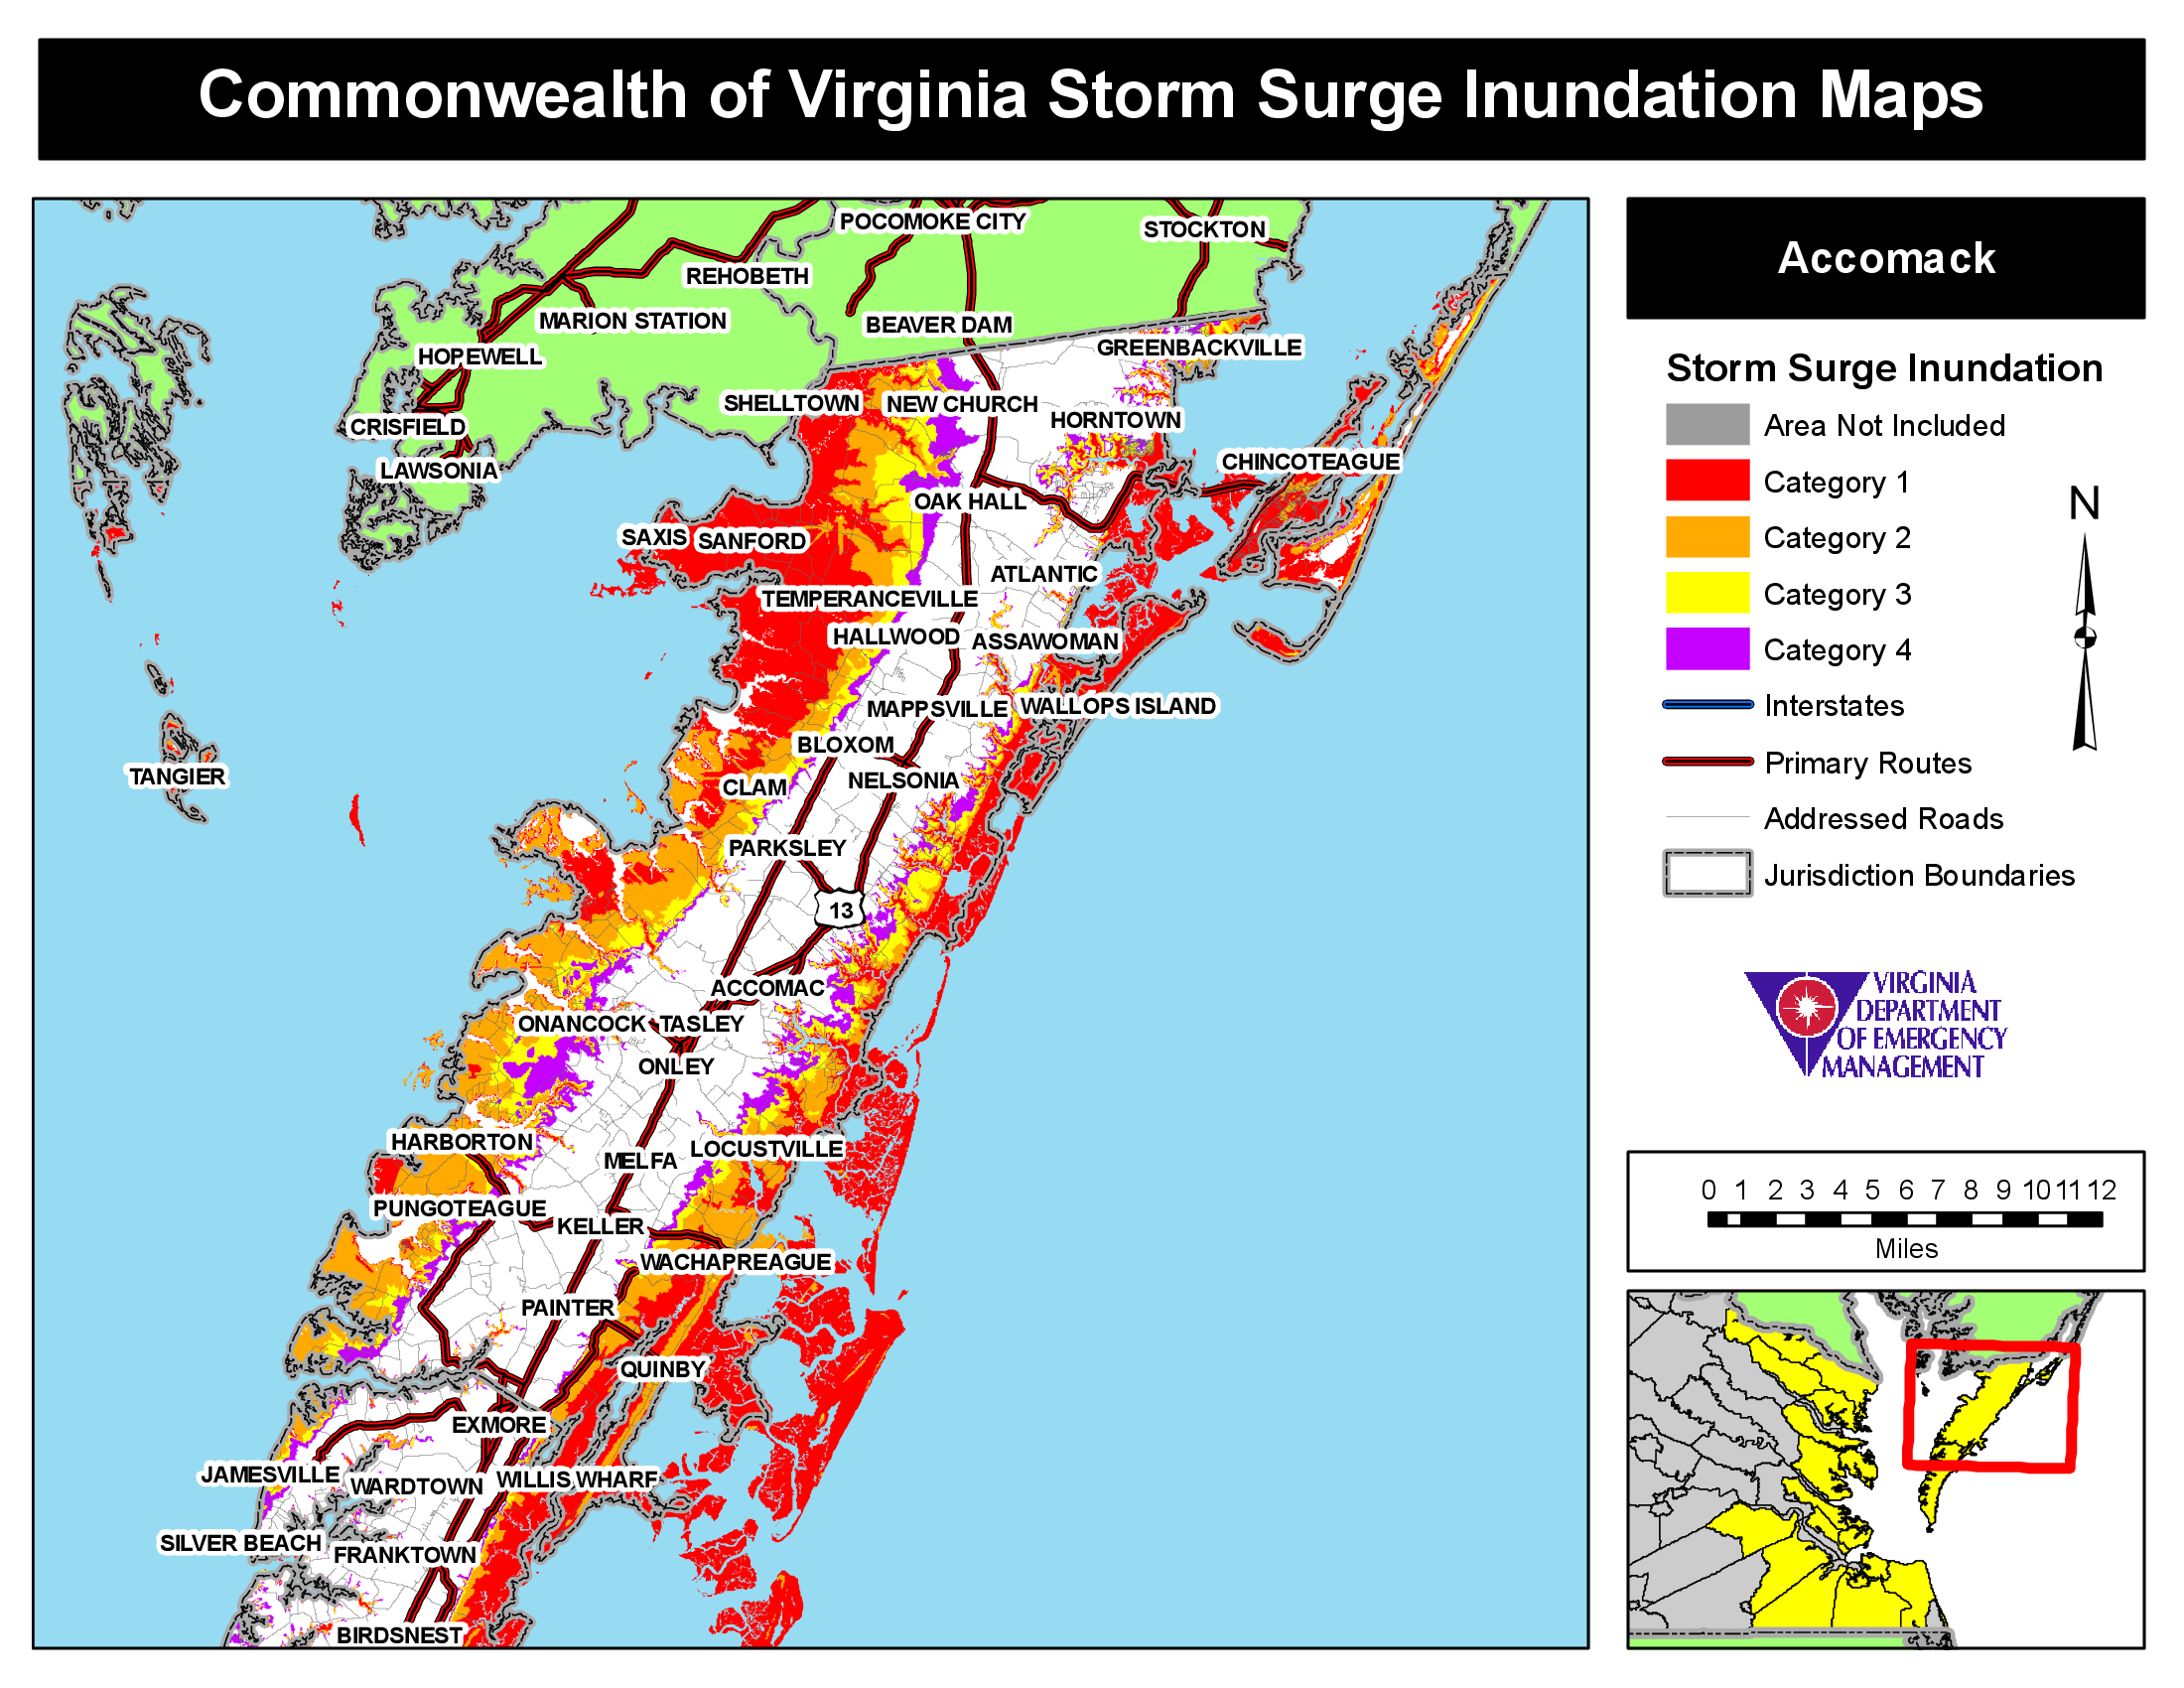 Commonwealth of Virginia Storm Surge Inundation Maps
POCOMOKE CITY
STOCKTON
REHOBETH
MARION STATION
BEAVER DAM
HOPEWELL
GREENBACKVILLE
SHELLTOWN
NEW CHURCH
CRISFIELD
HORNTOWN
LAWSONIA
CHINCOTEAGUE
OAK HALL
SAXIS
SANFORD
ATLANTIC
TEMPERANCEVILLE
HALLWOOD
ASSAWOMAN
MAPPSVILLE
WALLOPS ISLAND
BLOXOM
TANGIER
CLAM
NELSONIA
PARKSLEY
13
ACCOMAC
ONANCOCK
TASLEY
ONLEY
HARBORTON
LOCUSTVILLE
MELFA
PUNGOTEAGUE
KELLER
WACHAPREAGUE
PAINTER
QUINBY
EXMORE
JAMESVILLE
WARDTOWN
WILLIS WHARF
SILVER BEACH
FRANKTOWN
BIRDSNEST
Accomack
Storm Surge Inundation
Area Not Included
Category 1
Category 2
Category 3
Category 4
Interstates
Primary Routes
Addressed Roads
Jurisdiction Boundaries
N
VIRGINIA
DEPARTMENT
OF EMERGENCY
MANAGEMENT
0 1 2 3 4 5 6 7 8 9 10 11 12
Miles